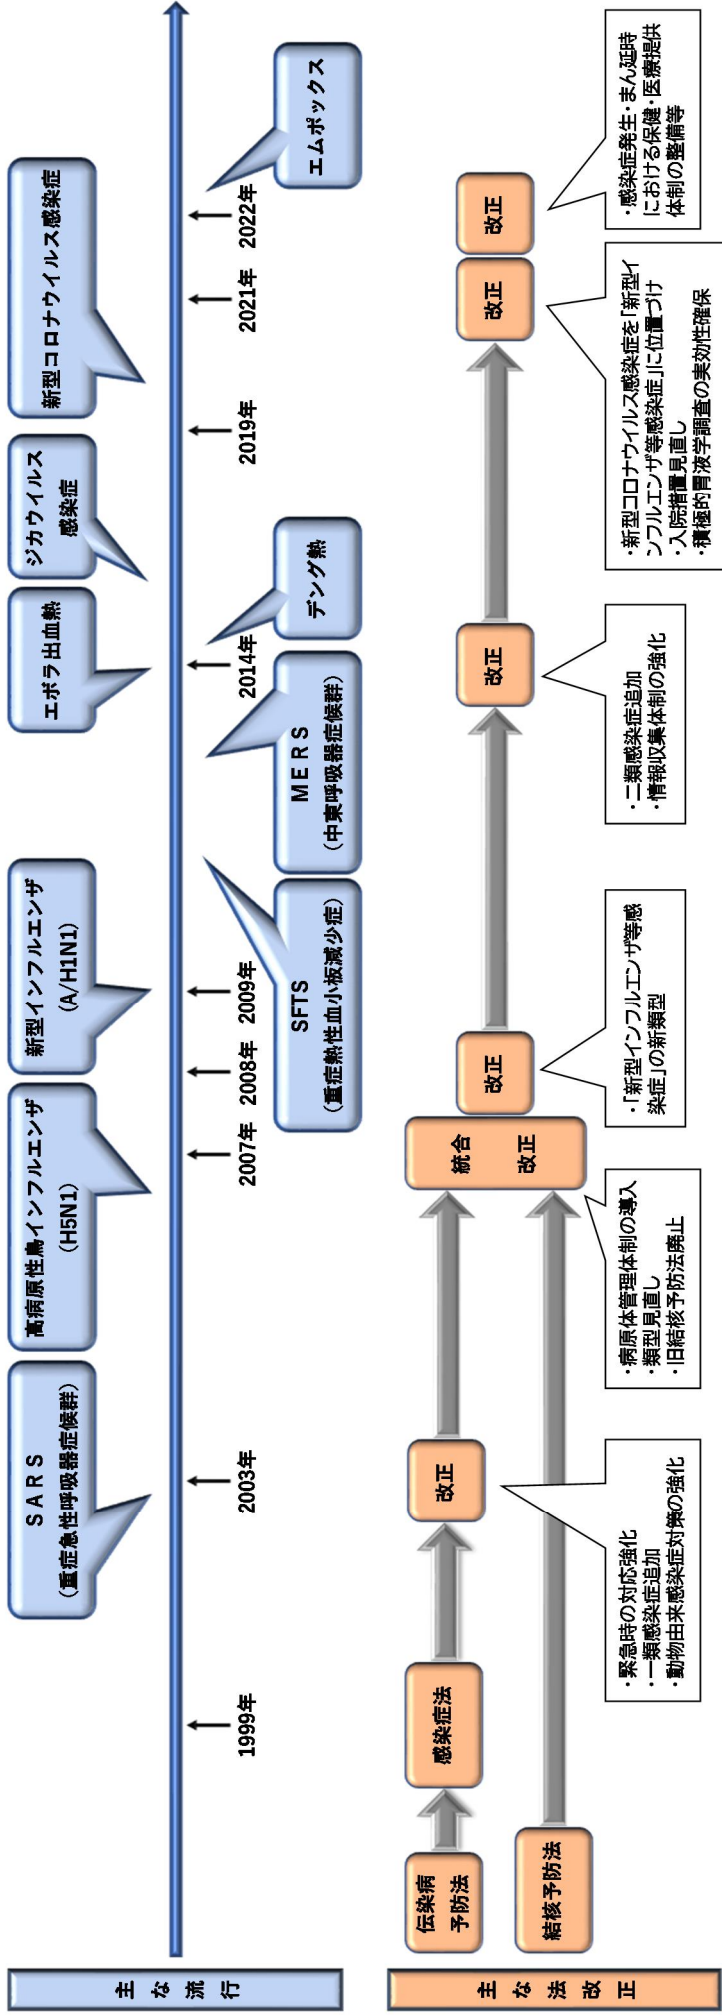 主な流行
SARS
（重症急性呼吸器症候群）
高病原性鳥インフルエンザ
（H5N1）
新型インフルエンザ
（A/H1N1）
エボラ出血熱
ジカウイルス
感染症
新型コロナウイルス感染症
1999年
2003年
2007年
2008年
2009年
2014年
2019年
2021年
2022年
SFTS
（重症熱性血小板減少症）
MERS
（中東呼吸器症候群）
デング熱
エムポックス
主な法改正
伝染病
予防法
結核予防法
感染症法
改正
統合
改正
改正
改正
改正
改正
・緊急時の対応強化
・一類感染症追加
・動物由来感染症対策の強化
・病原体管理体制の導入
・類型見直し
・旧結核予防法廃止
・「新型インフルエンザ等感
染症」の新類型
・二類感染症追加
・情報収集体制の強化
・新型コロナウイルス感染症を「新型イ
ンフルエンザ等感染症」に位置づけ
・入院措置見直し
・積極的胃液学調査の実効性確保
・感染症発生・まん延時
における保健・医療提供
体制の整備等